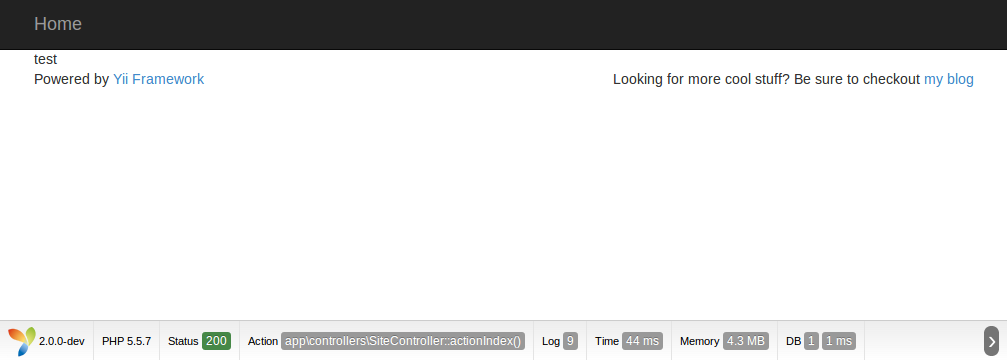 Home
test
Powered by Yii Framework Looking for more cool stuff? Be sure to checkout my blog
2.0.0-dev PHP 5.5.7 Status 200 Action app\controllers\SiteController::actionIndex() Log 9 Time 44 ms Memory 4.3 MB DB 1 1 ms ›